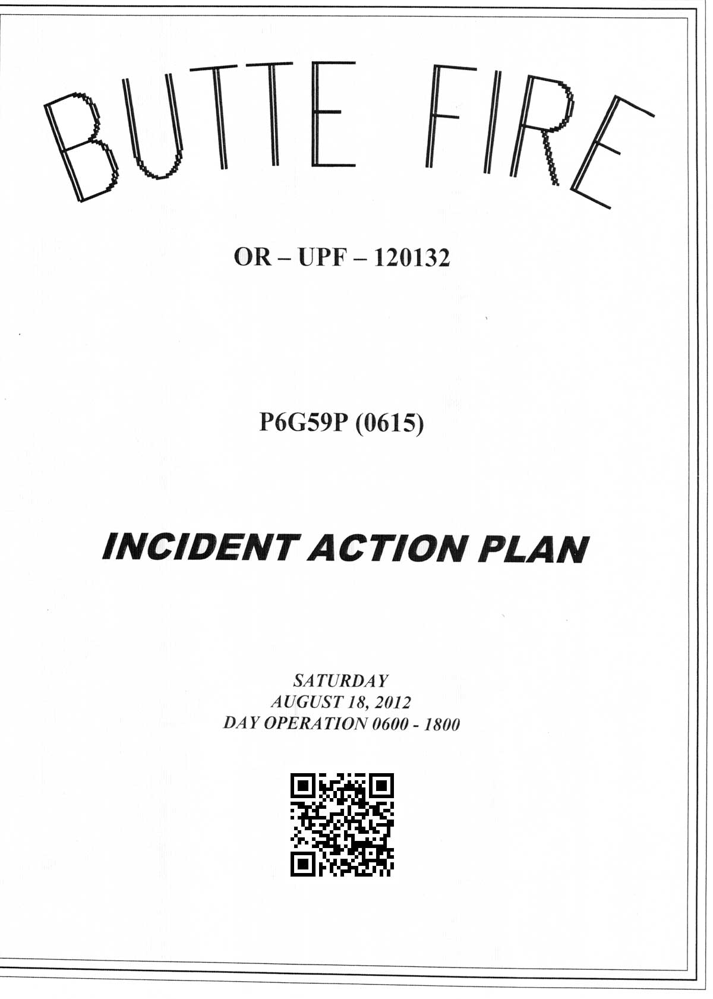 BUTTE FIRE
OR – UPF – 120132
P6G59P (0615)
INCIDENT ACTION PLAN
SATURDAY
AUGUST 18, 2012
DAY OPERATION 0600 - 1800